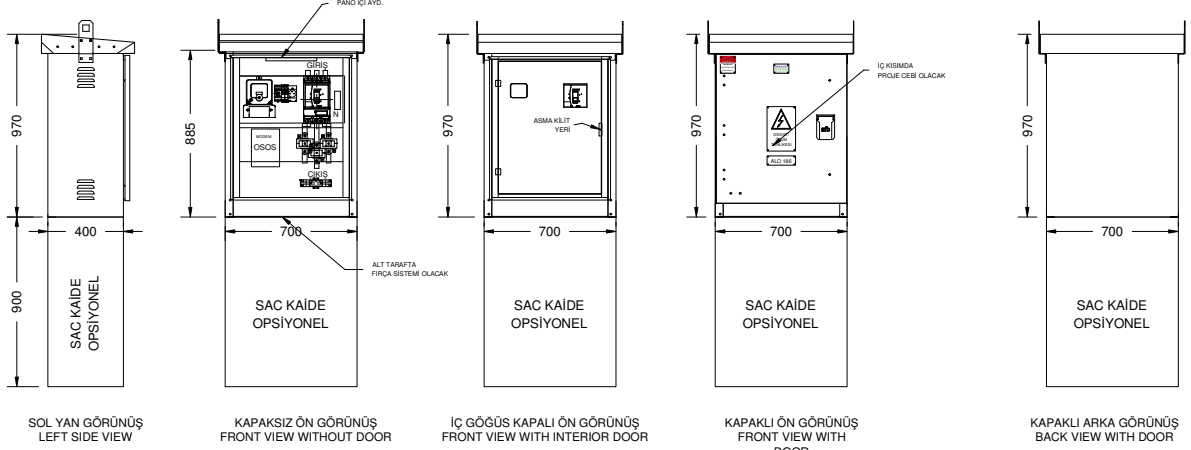 PANO İÇİ AYD.
970
900
400
SAC KAİDE
OPSİYONEL
SOL YAN GÖRÜNÜŞ
LEFT SIDE VIEW
885
GİRİŞ
N
MODEM
OSOS
ÇIKIŞ
700
ALT TARAFTA
FIRÇA SİSTEMİ OLACAK
SAC KAİDE
OPSİYONEL
KAPAKSIZ ÖN GÖRÜNÜŞ
FRONT VIEW WITHOUT DOOR
970
ASMA KİLİT
YERİ
700
SAC KAİDE
OPSİYONEL
İÇ GÖĞÜS KAPALI ÖN GÖRÜNÜŞ
FRONT VIEW WITH INTERIOR DOOR
970
İÇ KISIMDA
PROJE CEBİ OLACAK
ALO 186
700
SAC KAİDE
OPSİYONEL
KAPAKLI ÖN GÖRÜNÜŞ
FRONT VIEW WITH
DOOR
970
700
SAC KAİDE
OPSİYONEL
KAPAKLI ARKA GÖRÜNÜŞ
BACK VIEW WITH DOOR